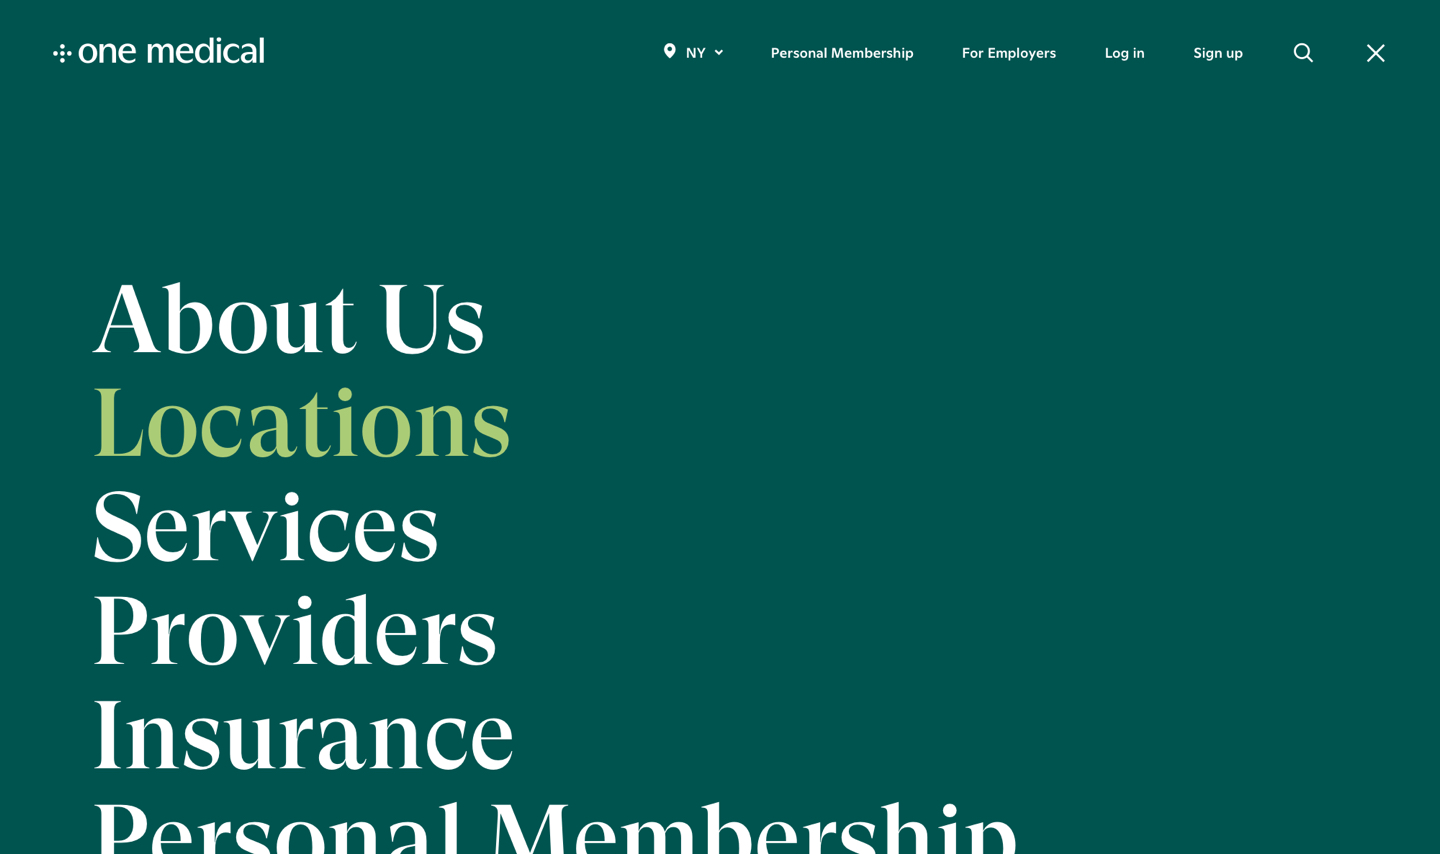 one medical
NY
Personal Membership
For Employers
Log in
Sign up
About Us
Locations
Services
Providers
Insurance
Personal Membership